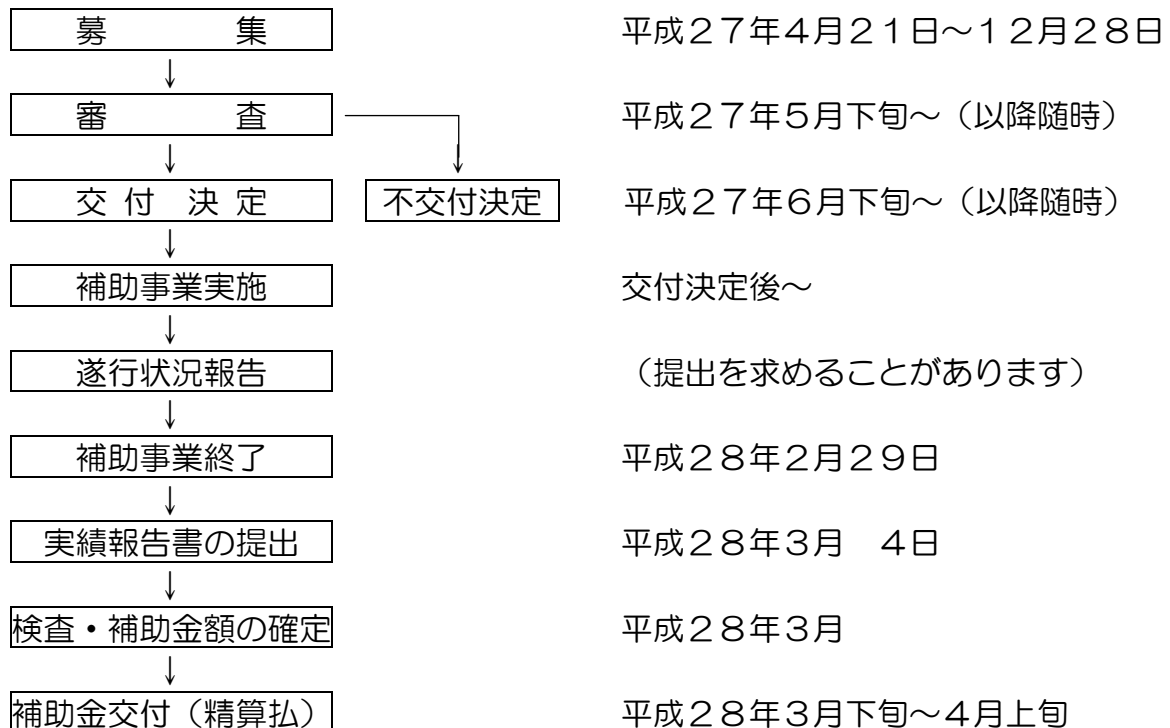 募　　　集　平成２７年４月２１日～１２月２８日
↓
審　　　査　平成２７年５月下旬～（以降随時）
↓
交 付　決 定　不交付決定　平成２７年６月下旬～（以降随時）
↓
補助事業実施　交付決定後～
↓
遂行状況報告　（提出を求めることがあります）
↓
補助事業終了　平成２８年２月２９日
↓
実績報告書の提出　平成２８年３月　４日
↓
検査・補助金額の確定　平成２８年３月
↓
補助金交付（精算払）　平成２８年３月下旬～４月上旬